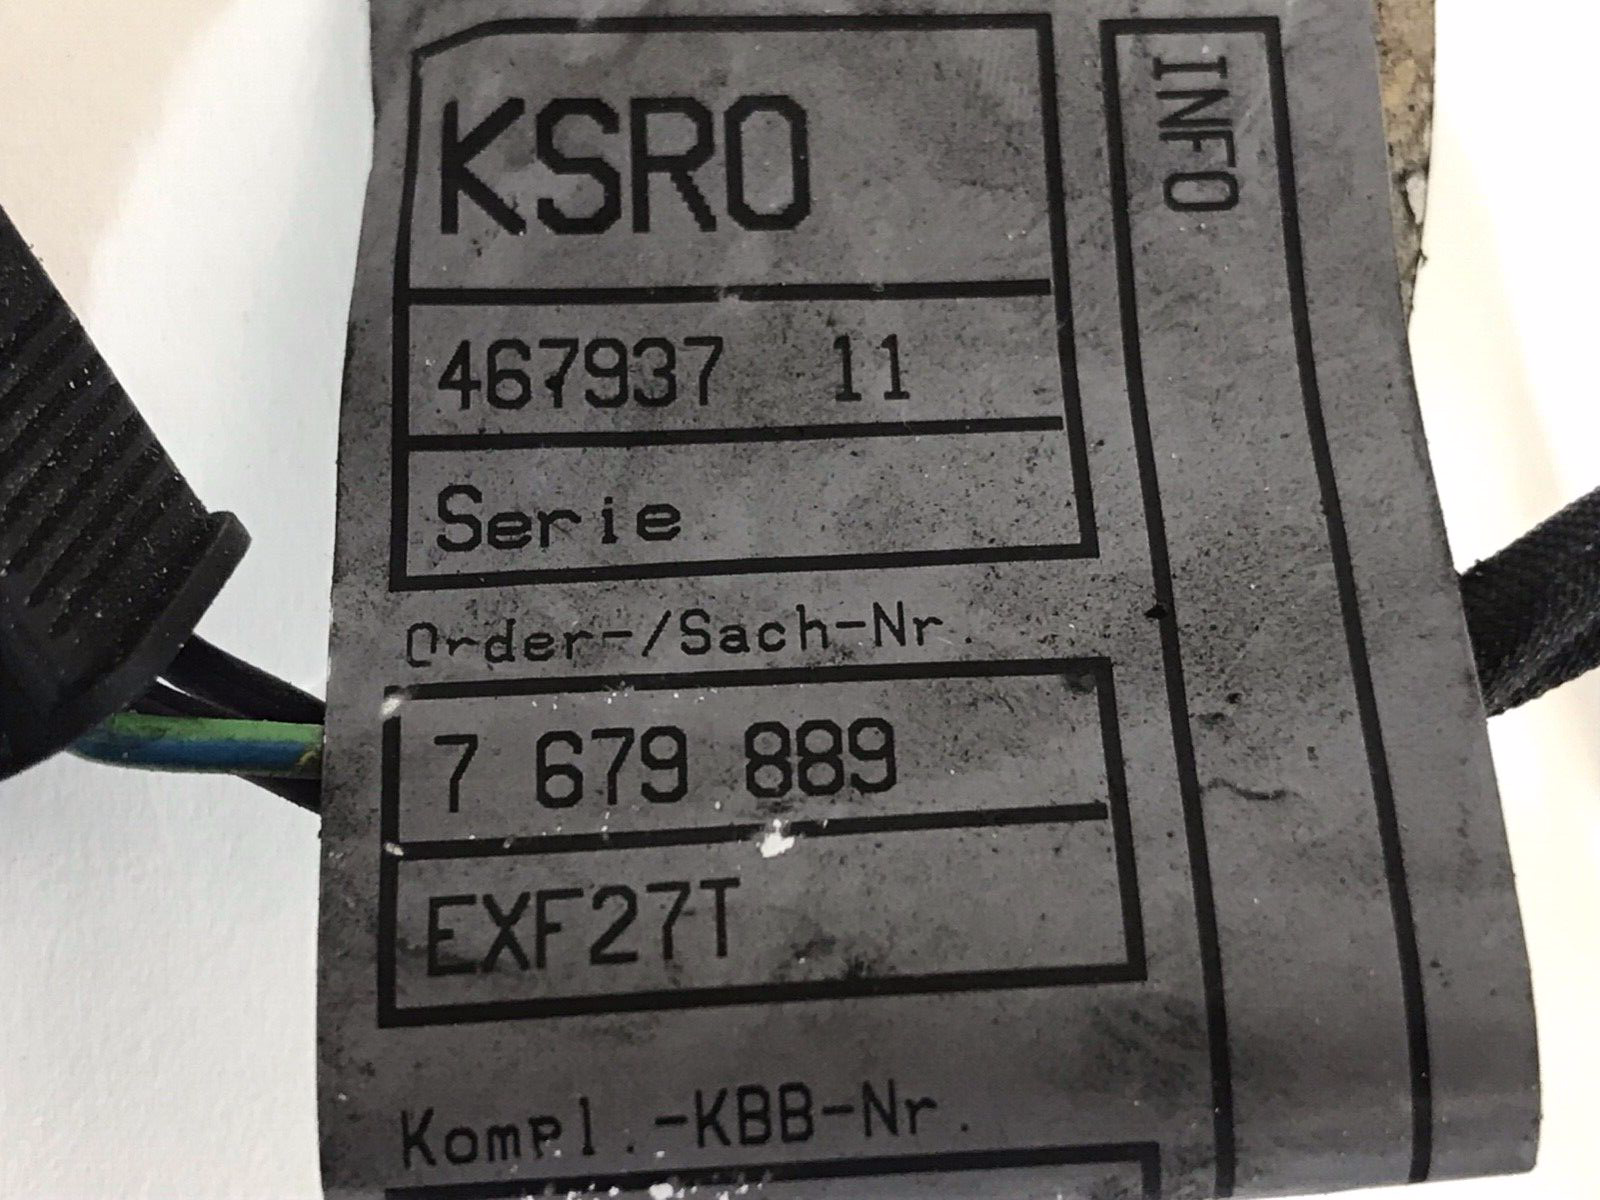 KSRO
467937 11
Serie
Order-/Sach-Nr.
7 679 889
EXF27T
Kompl.-KBB-Nr.
INFO